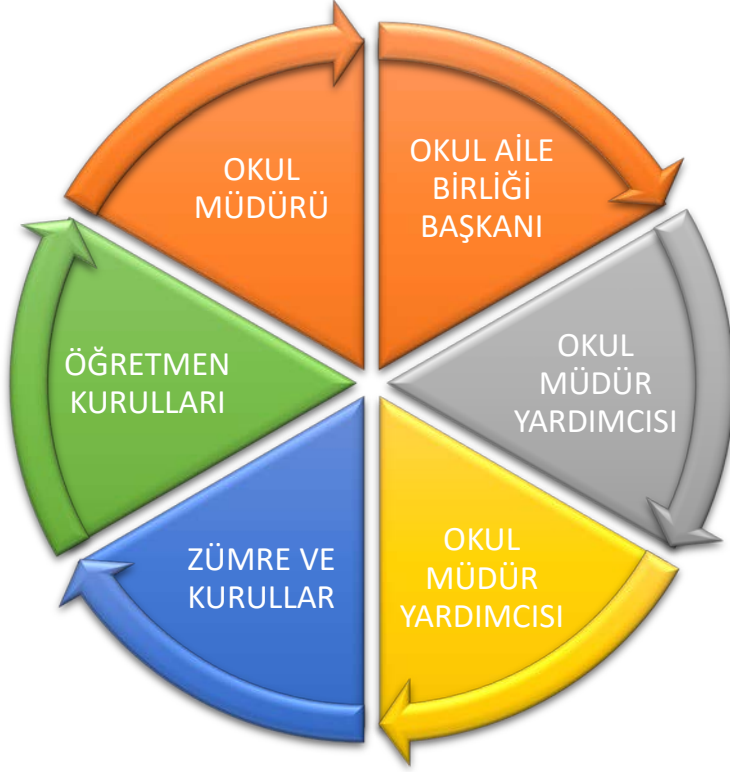 OKUL
MÜDÜRÜ
OKUL AİLE
BİRLİĞİ
BAŞKANI
OKUL
MÜDÜR
YARDIMCISI
OKUL
MÜDÜR
YARDIMCISI
ZÜMRE VE
KURULLAR
ÖĞRETMEN
KURULLARI